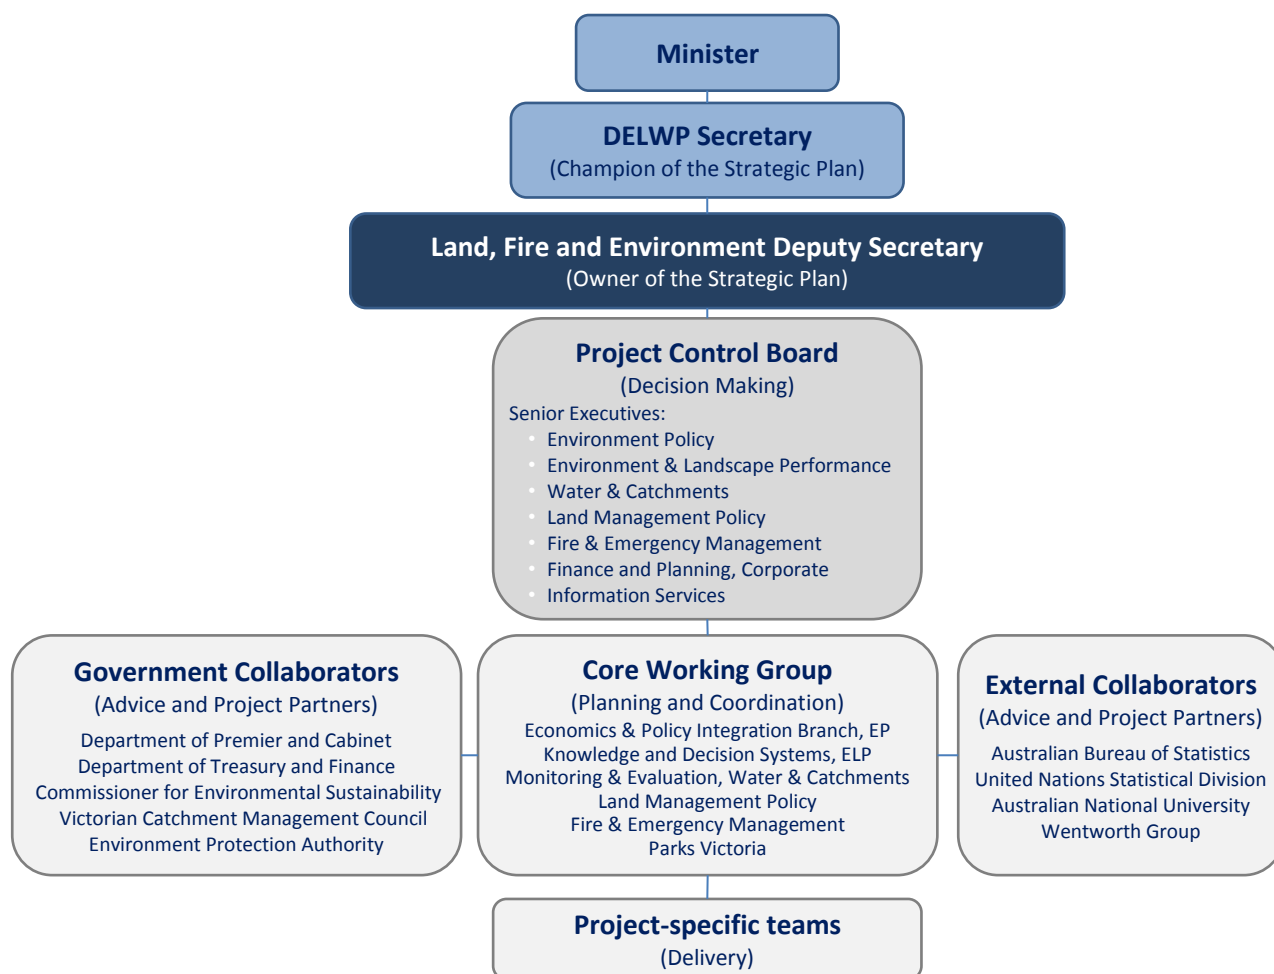 Minister
DELWP Secretary
(Champion of the Strategic Plan)
Land, Fire and Environment Deputy Secretary
(Owner of the Strategic Plan)
Project Control Board
(Decision Making)
Senior Executives:
• Environment Policy
• Environment & Landscape Performance
• Water & Catchments
• Land Management Policy
• Fire & Emergency Management
• Finance and Planning, Corporate
• Information Services
Government Collaborators
(Advice and Project Partners)
Department of Premier and Cabinet
Department of Treasury and Finance
Commissioner for Environmental Sustainability
Victorian Catchment Management Council
Environment Protection Authority
Core Working Group
(Planning and Coordination)
Economics & Policy Integration Branch, EP
Knowledge and Decision Systems, ELP
Monitoring & Evaluation, Water & Catchments
Land Management Policy
Fire & Emergency Management
Parks Victoria
External Collaborators
(Advice and Project Partners)
Australian Bureau of Statistics
United Nations Statistical Division
Australian National University
Wentworth Group
Project-specific teams
(Delivery)